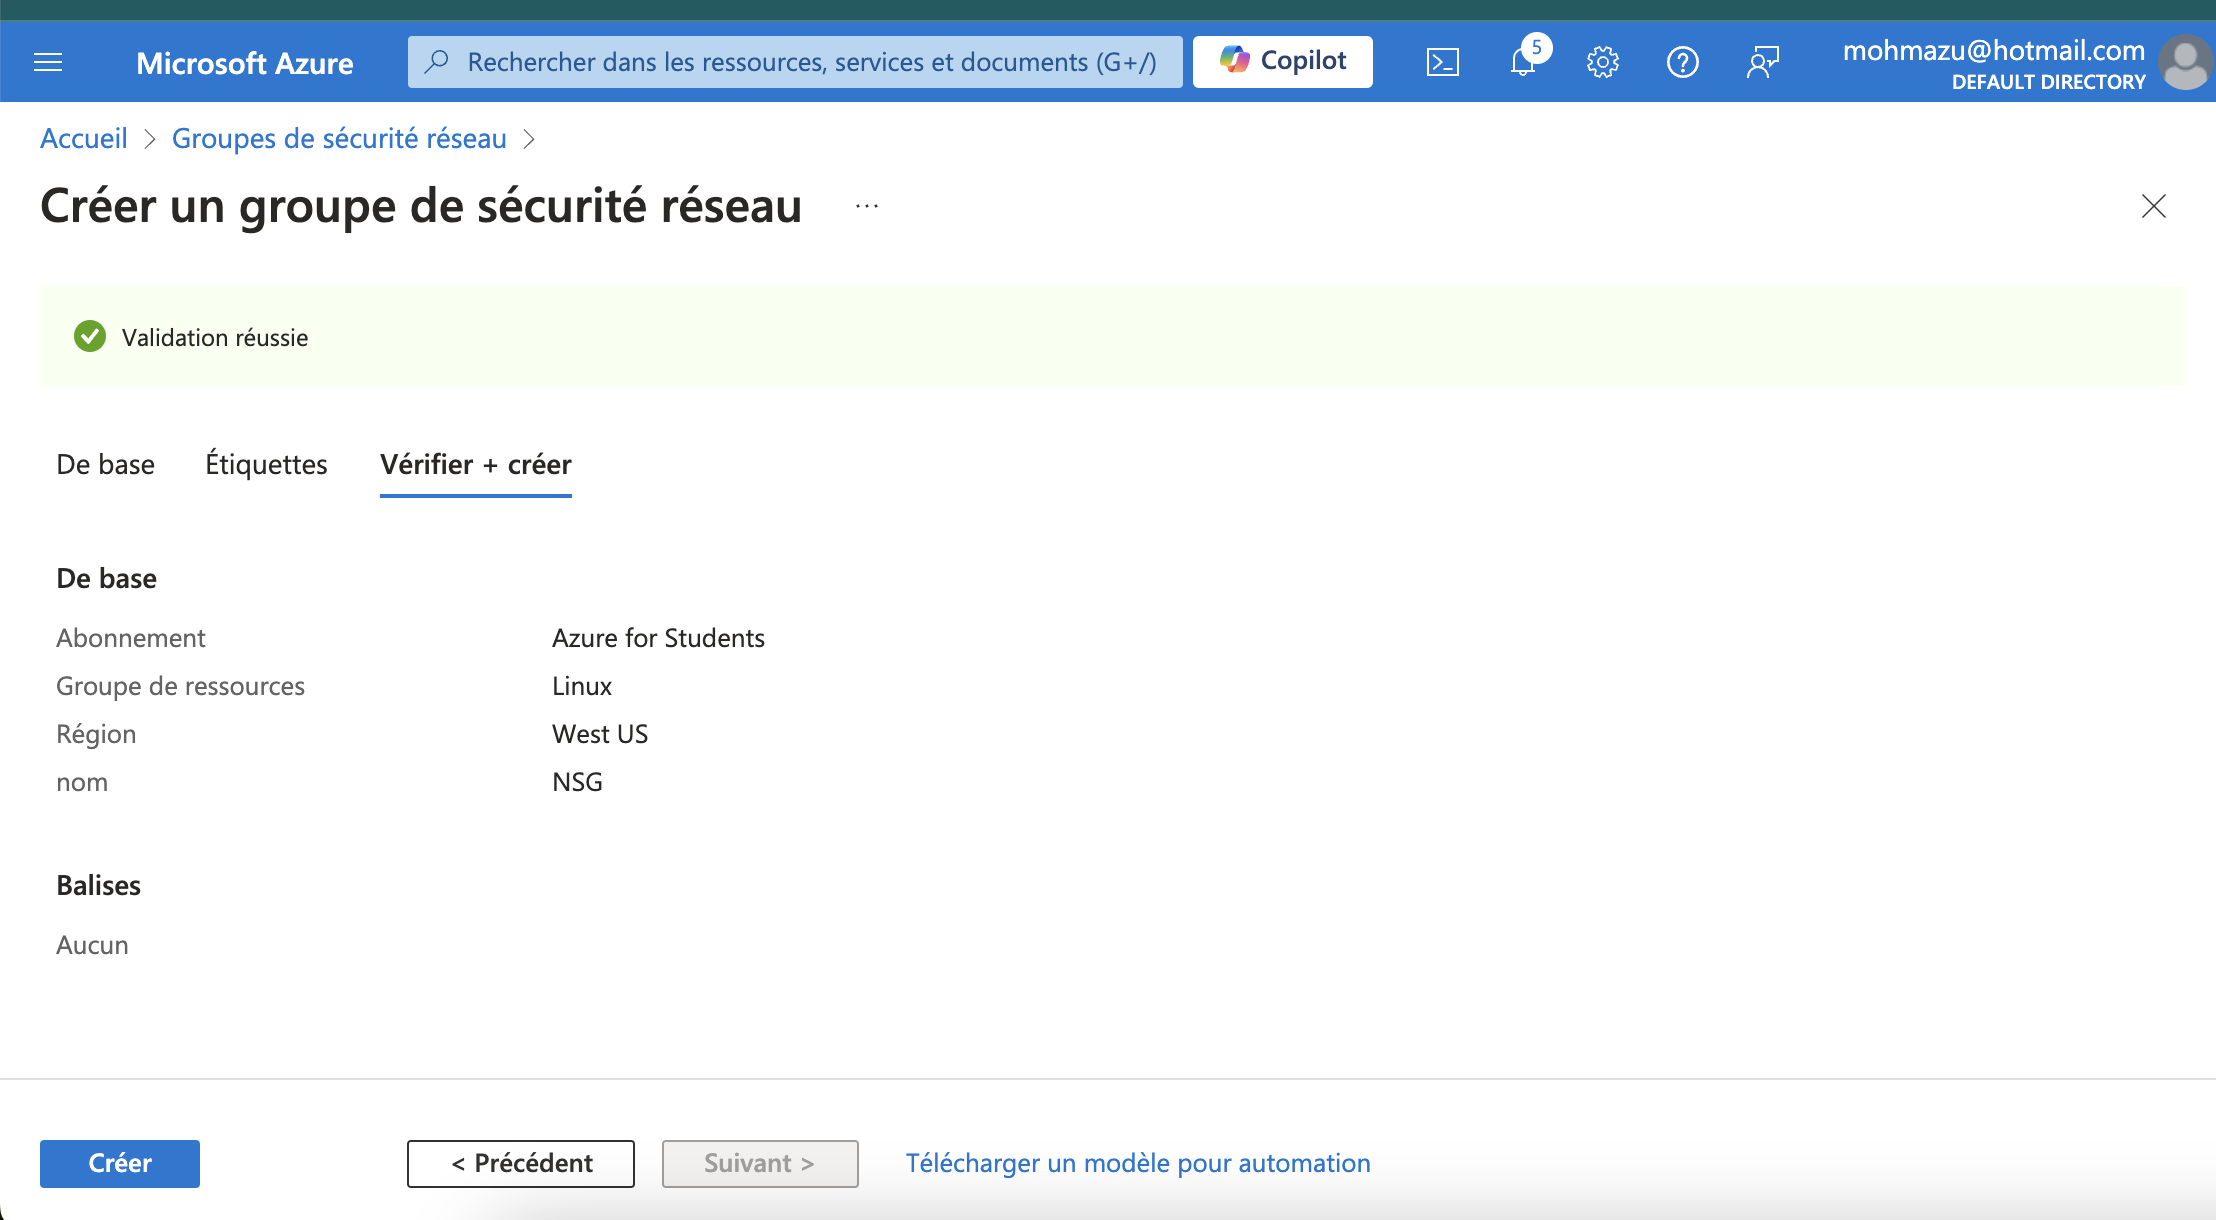 Microsoft Azure
Rechercher dans les ressources, services et documents (G+/)
Copilot
5
mohmazu@hotmail.com
DEFAULT DIRECTORY
Accueil > Groupes de sécurité réseau >
Créer un groupe de sécurité réseau ...
Validation réussie
De base Étiquettes Vérifier + créer
De base
Abonnement Azure for Students
Groupe de ressources Linux
Région West US
nom NSG
Balises
Aucun
Créer < Précédent Suivant > Télécharger un modèle pour automation